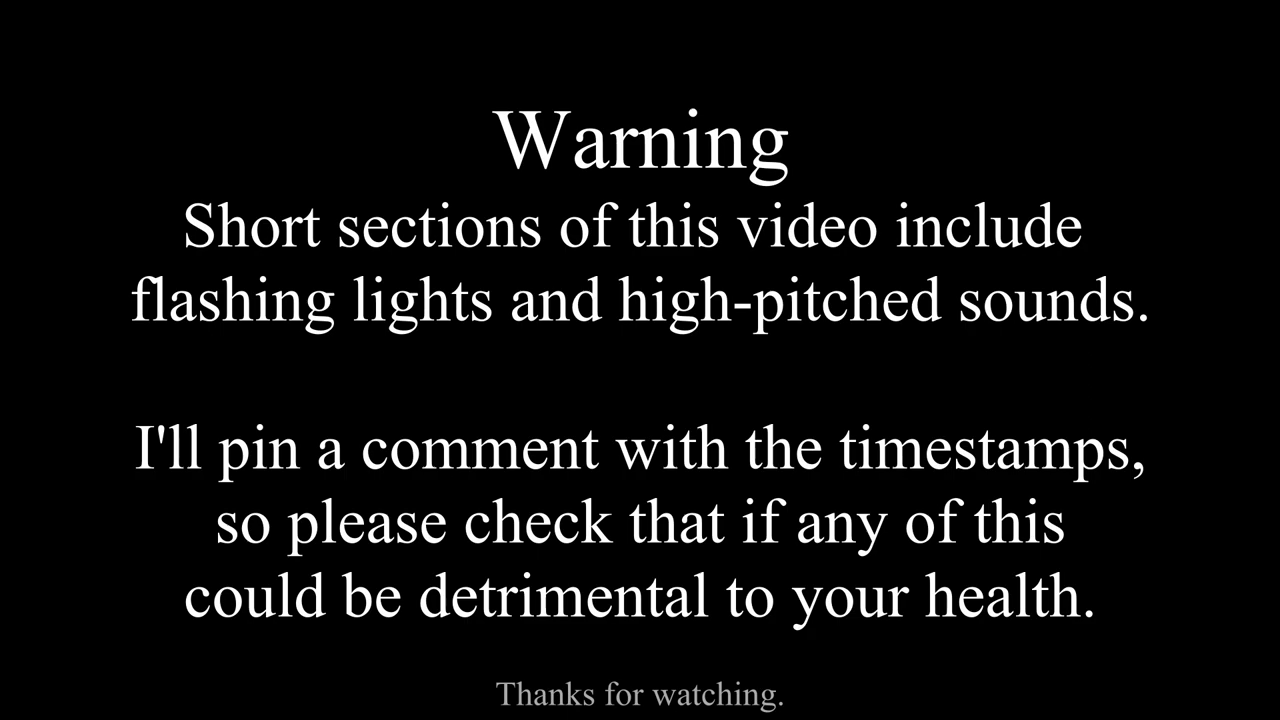 Warning
Short sections of this video include
flashing lights and high-pitched sounds.
I'll pin a comment with the timestamps,
so please check that if any of this
could be detrimental to your health.
Thanks for watching.